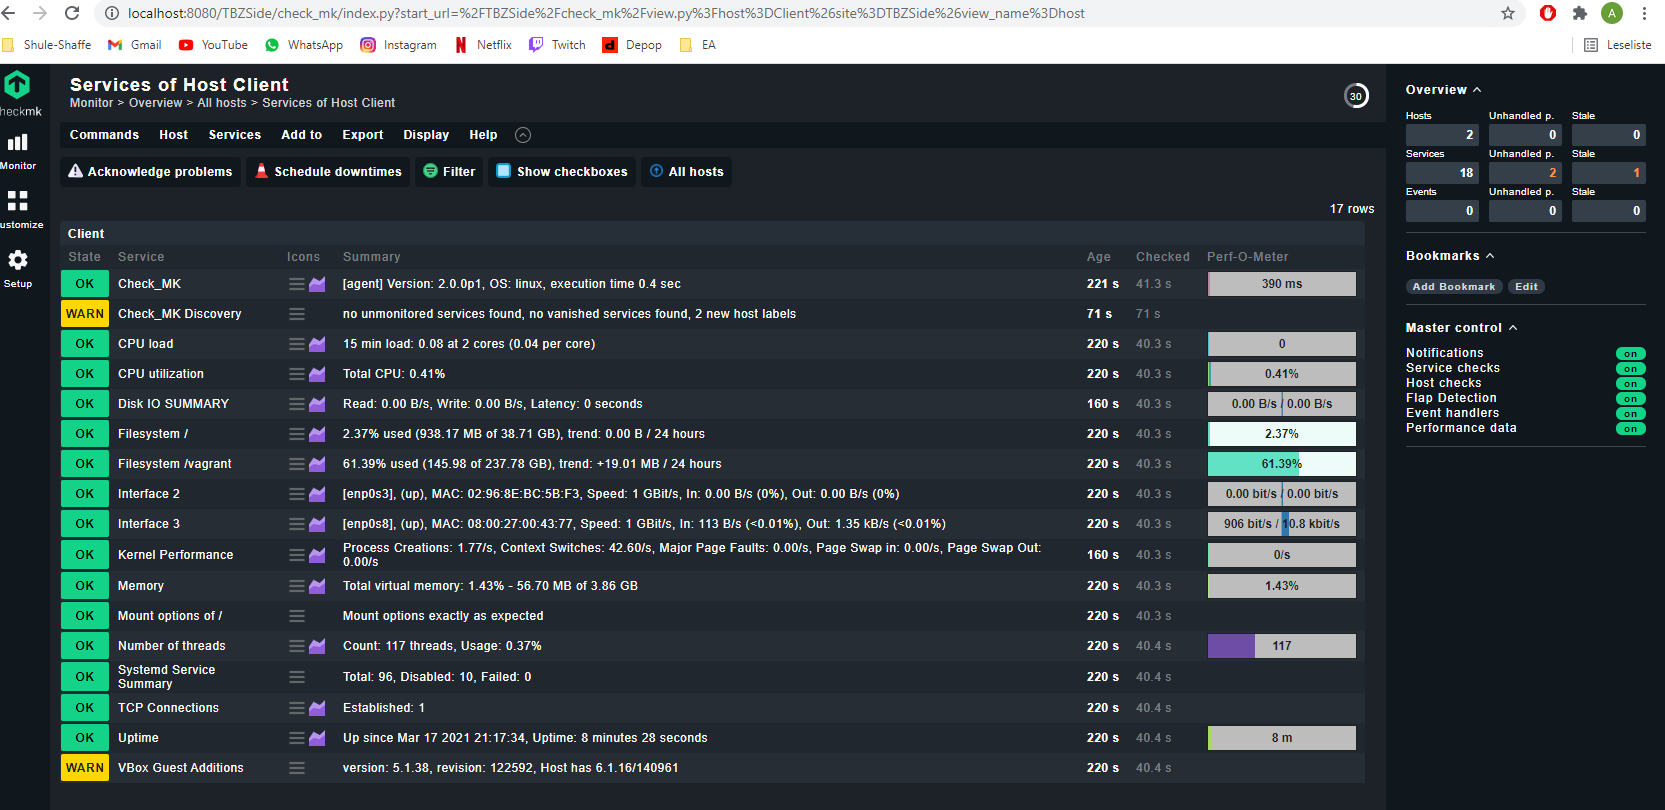 localhost:8080/TBZSide/check_mk/index.py?start_url=%2FTBZSide%2Fcheck_mk%2Fview.py%3Fhost%3DClient%26site%3DTBZSide%26view_name%3Dhost
A
Shule-Shaffe Gmail YouTube WhatsApp Instagram Netflix Twitch Depop EA Leseliste
heckmk
Monitor
ustomize
Setup
Services of Host Client
Monitor > Overview > All hosts > Services of Host Client
30
Commands Host Services Add to Export Display Help
Acknowledge problems Schedule downtimes Filter Show checkboxes All hosts
17 rows
Client
State Service Icons Summary Age Checked Perf-O-Meter
OK Check_MK [agent] Version: 2.0.0p1, OS: linux, execution time 0.4 sec 221 s 41.3 s 390 ms
WARN Check_MK Discovery no unmonitored services found, no vanished services found, 2 new host labels 71 s 71 s
OK CPU load 15 min load: 0.08 at 2 cores (0.04 per core) 220 s 40.3 s 0
OK CPU utilization Total CPU: 0.41% 220 s 40.3 s 0.41%
OK Disk IO SUMMARY Read: 0.00 B/s, Write: 0.00 B/s, Latency: 0 seconds 160 s 40.3 s 0.00 B/s / 0.00 B/s
OK Filesystem / 2.37% used (938.17 MB of 38.71 GB), trend: 0.00 B / 24 hours 220 s 40.3 s 2.37%
OK Filesystem /vagrant 61.39% used (145.98 of 237.78 GB), trend: +19.01 MB / 24 hours 220 s 40.3 s 61.39%
OK Interface 2 [enp0s3], (up), MAC: 02:96:8E:BC:5B:F3, Speed: 1 GBit/s, In: 0.00 B/s (0%), Out: 0.00 B/s (0%) 220 s 40.3 s 0.00 bit/s / 0.00 bit/s
OK Interface 3 [enp0s8], (up), MAC: 08:00:27:00:43:77, Speed: 1 GBit/s, In: 113 B/s (<0.01%), Out: 1.35 kB/s (<0.01%) 220 s 40.3 s 906 bit/s / 10.8 kbit/s
OK Kernel Performance Process Creations: 1.77/s, Context Switches: 42.60/s, Major Page Faults: 0.00/s, Page Swap in: 0.00/s, Page Swap Out: 160 s 40.3 s 0/s
0.00/s
OK Memory Total virtual memory: 1.43% - 56.70 MB of 3.86 GB 220 s 40.3 s 1.43%
OK Mount options of / Mount options exactly as expected 220 s 40.3 s
OK Number of threads Count: 117 threads, Usage: 0.37% 220 s 40.4 s 117
OK Systemd Service Total: 96, Disabled: 10, Failed: 0 220 s 40.4 s
Summary
OK TCP Connections Established: 1 220 s 40.4 s
OK Uptime Up since Mar 17 2021 21:17:34, Uptime: 8 minutes 28 seconds 220 s 40.4 s 8 m
WARN VBox Guest Additions version: 5.1.38, revision: 122592, Host has 6.1.16/140961 220 s 40.4 s
Overview
Hosts Unhandled p. Stale
2 0 0
Services Unhandled p. Stale
18 2 1
Events Unhandled p. Stale
0 0 0
Bookmarks
Add Bookmark Edit
Master control
Notifications on
Service checks on
Host checks on
Flap Detection on
Event handlers on
Performance data on